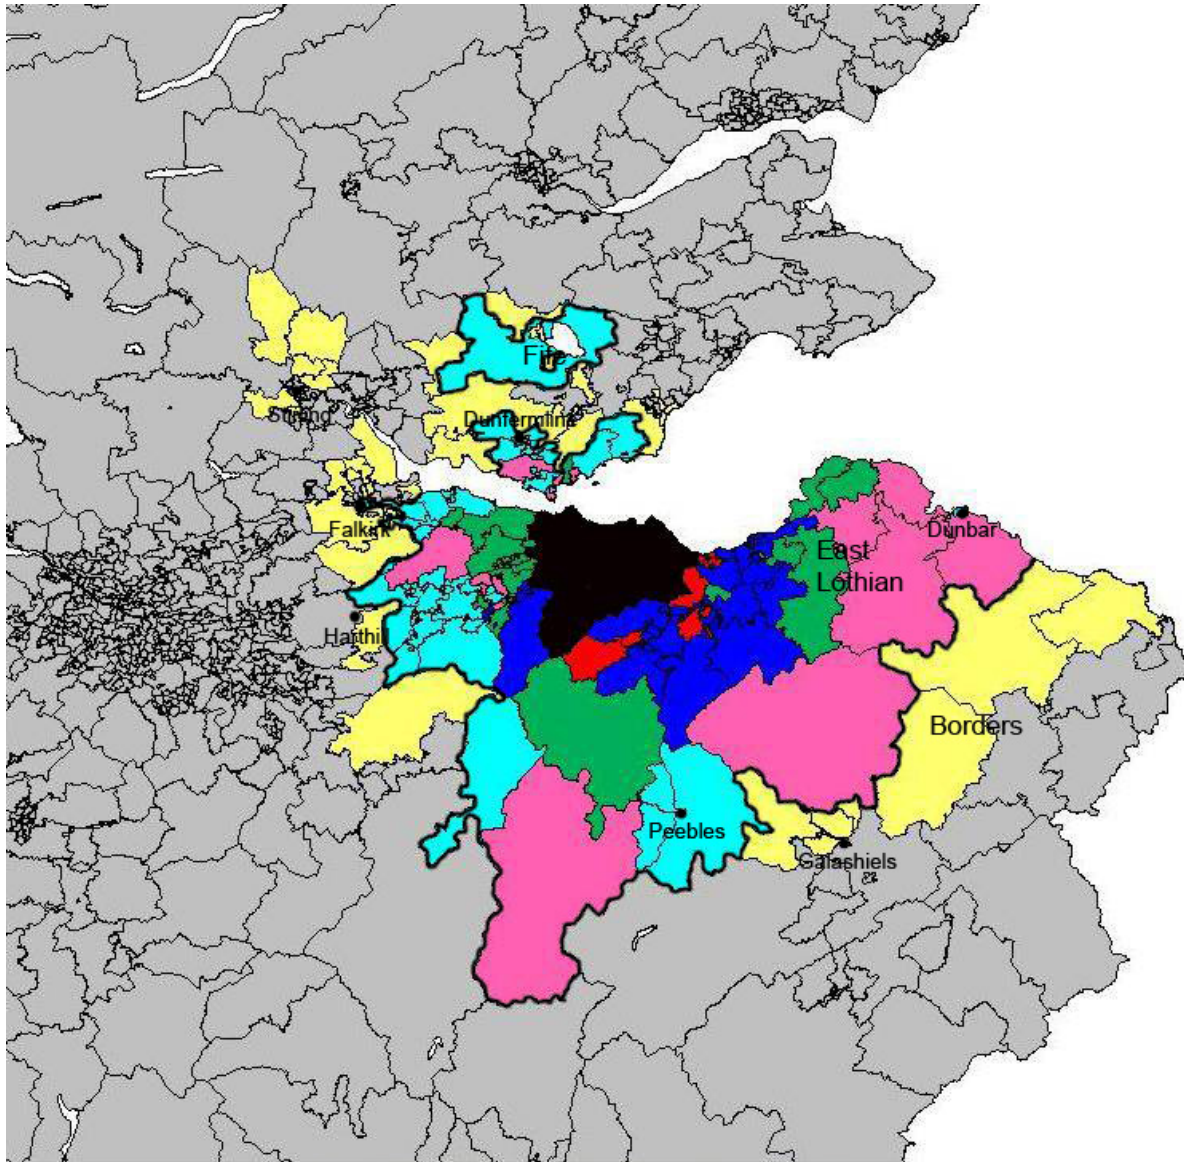 Fife
Stirling
Dunfermline
Falkirk
Dunbar
East
Lothian
Harthill
Borders
Peebles
Galashiels